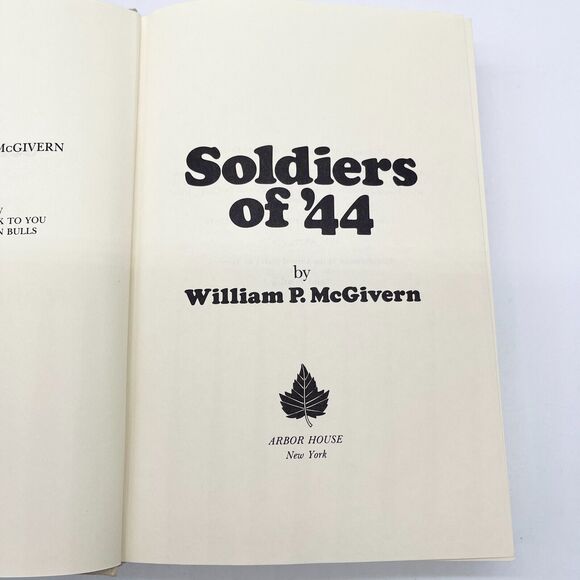 McGIVERN
TO YOU
BULLS
Soldiers
of '44
by
William P. McGivern
ARBOR HOUSE
New York